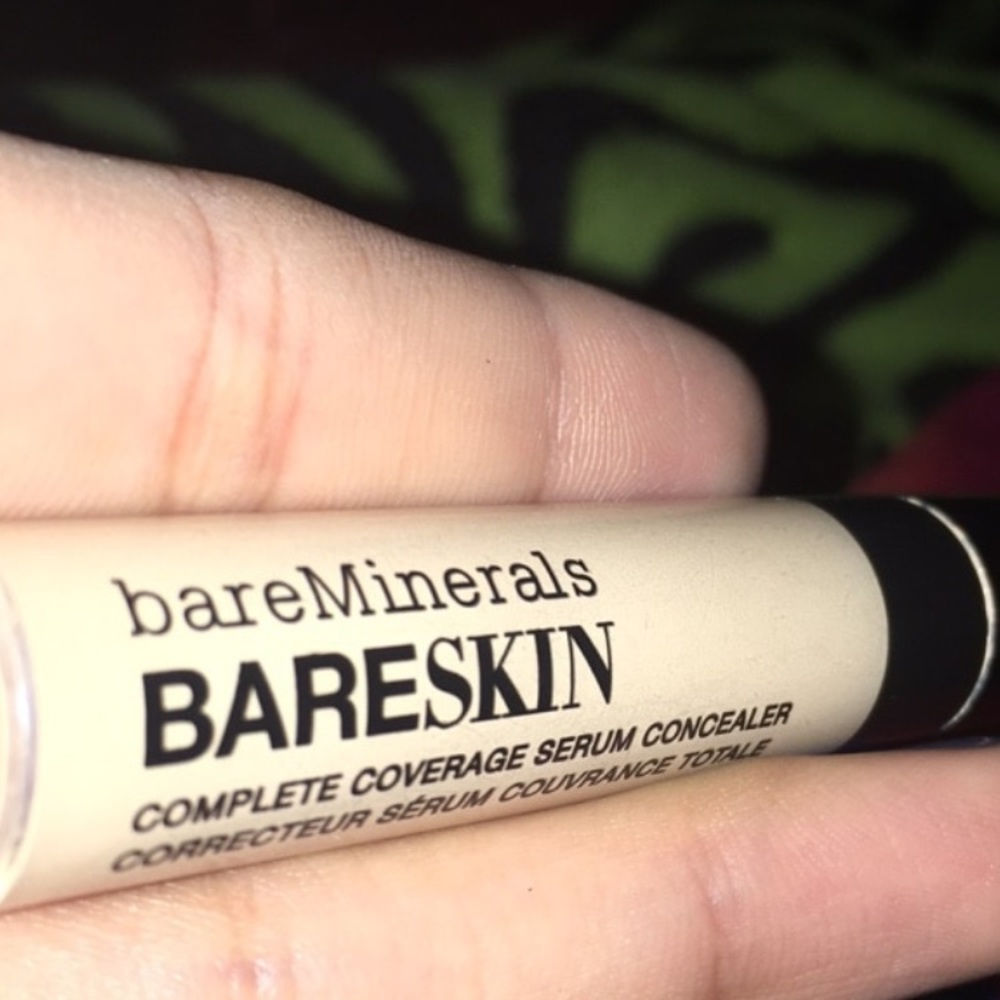 bareMinerals
BARESKIN
COMPLETE COVERAGE SERUM CONCEALER
CORRECTEUR SÉRUM COUVRANCE TOTALE